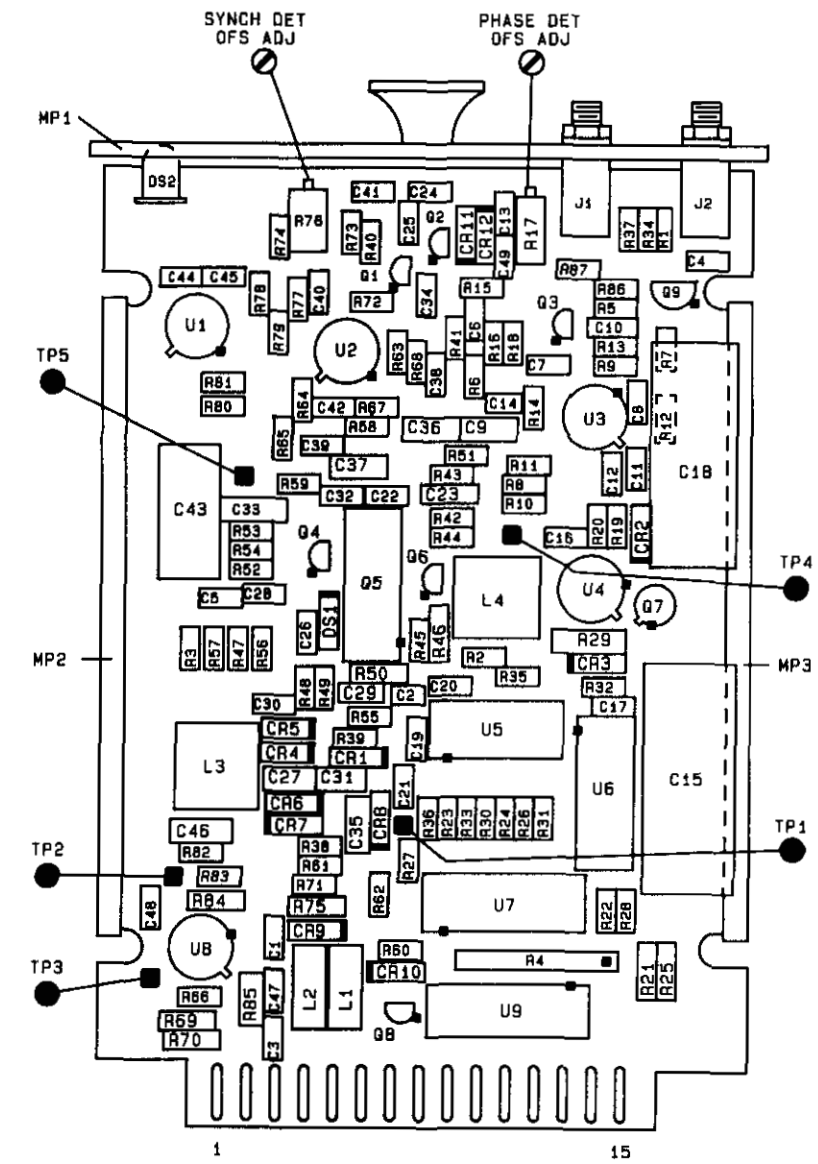 SYNCH DET
OFS ADJ
PHASE DET
OFS ADJ
MP1
DS2
J1
J2
C41
C24
R76
R74
R73
R40
C25
Q2
CR11
CR12
C13
C49
R17
R37
R34
R1
C4
C44
C45
R78
R77
C40
Q1
R72
C34
R15
R87
R86
Q9
U1
R79
U2
R63
R68
C38
R41
C6
R16
R18
Q3
R5
C10
R13
R9
R7
C7
R6
TP5
R81
R80
R64
C42
R67
R58
R65
C39
C37
C36
C9
C14
R14
U3
C8
R12
C18
C12
C11
R51
R43
R11
R8
R10
C43
R59
C32
C22
C23
C33
R53
R54
R52
Q4
R42
R44
C16
R20
R19
CR2
TP4
Q5
Q6
L4
U4
Q7
C5
C28
C26
DS1
R45
R46
R29
CR3
R3
R57
R47
R56
MP2
MP3
R2
R35
R32
C17
R48
R49
R50
C29
C2
C20
C30
R55
CR5
CR4
R39
CR1
C19
U5
U6
L3
C27
C31
C21
C15
CR6
CR7
C35
CR8
R36
R23
R33
R30
R24
R26
R31
TP1
C46
R82
R38
R61
R27
TP2
R83
R84
R71
R75
R62
U7
R22
R28
C48
U8
C1
CR9
R60
CR10
R4
R21
R25
TP3
R66
R85
C47
L2
L1
Q8
U9
R69
R70
C3
1
15